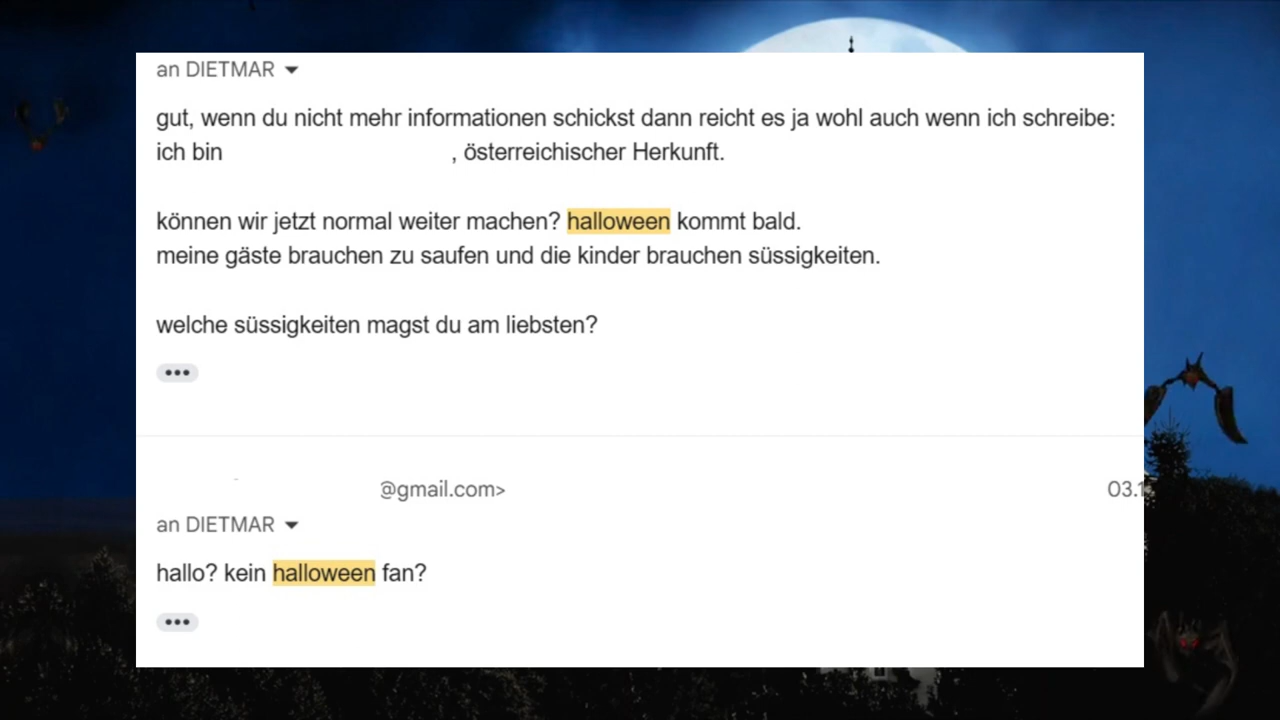 an DIETMAR
gut, wenn du nicht mehr informationen schickst dann reicht es ja wohl auch wenn ich schreibe:
ich bin , österreichischer Herkunft.
können wir jetzt normal weiter machen? halloween kommt bald.
meine gäste brauchen zu saufen und die kinder brauchen süssigkeiten.
welche süssigkeiten magst du am liebsten?
@gmail.com> 03.1
an DIETMAR
hallo? kein halloween fan?